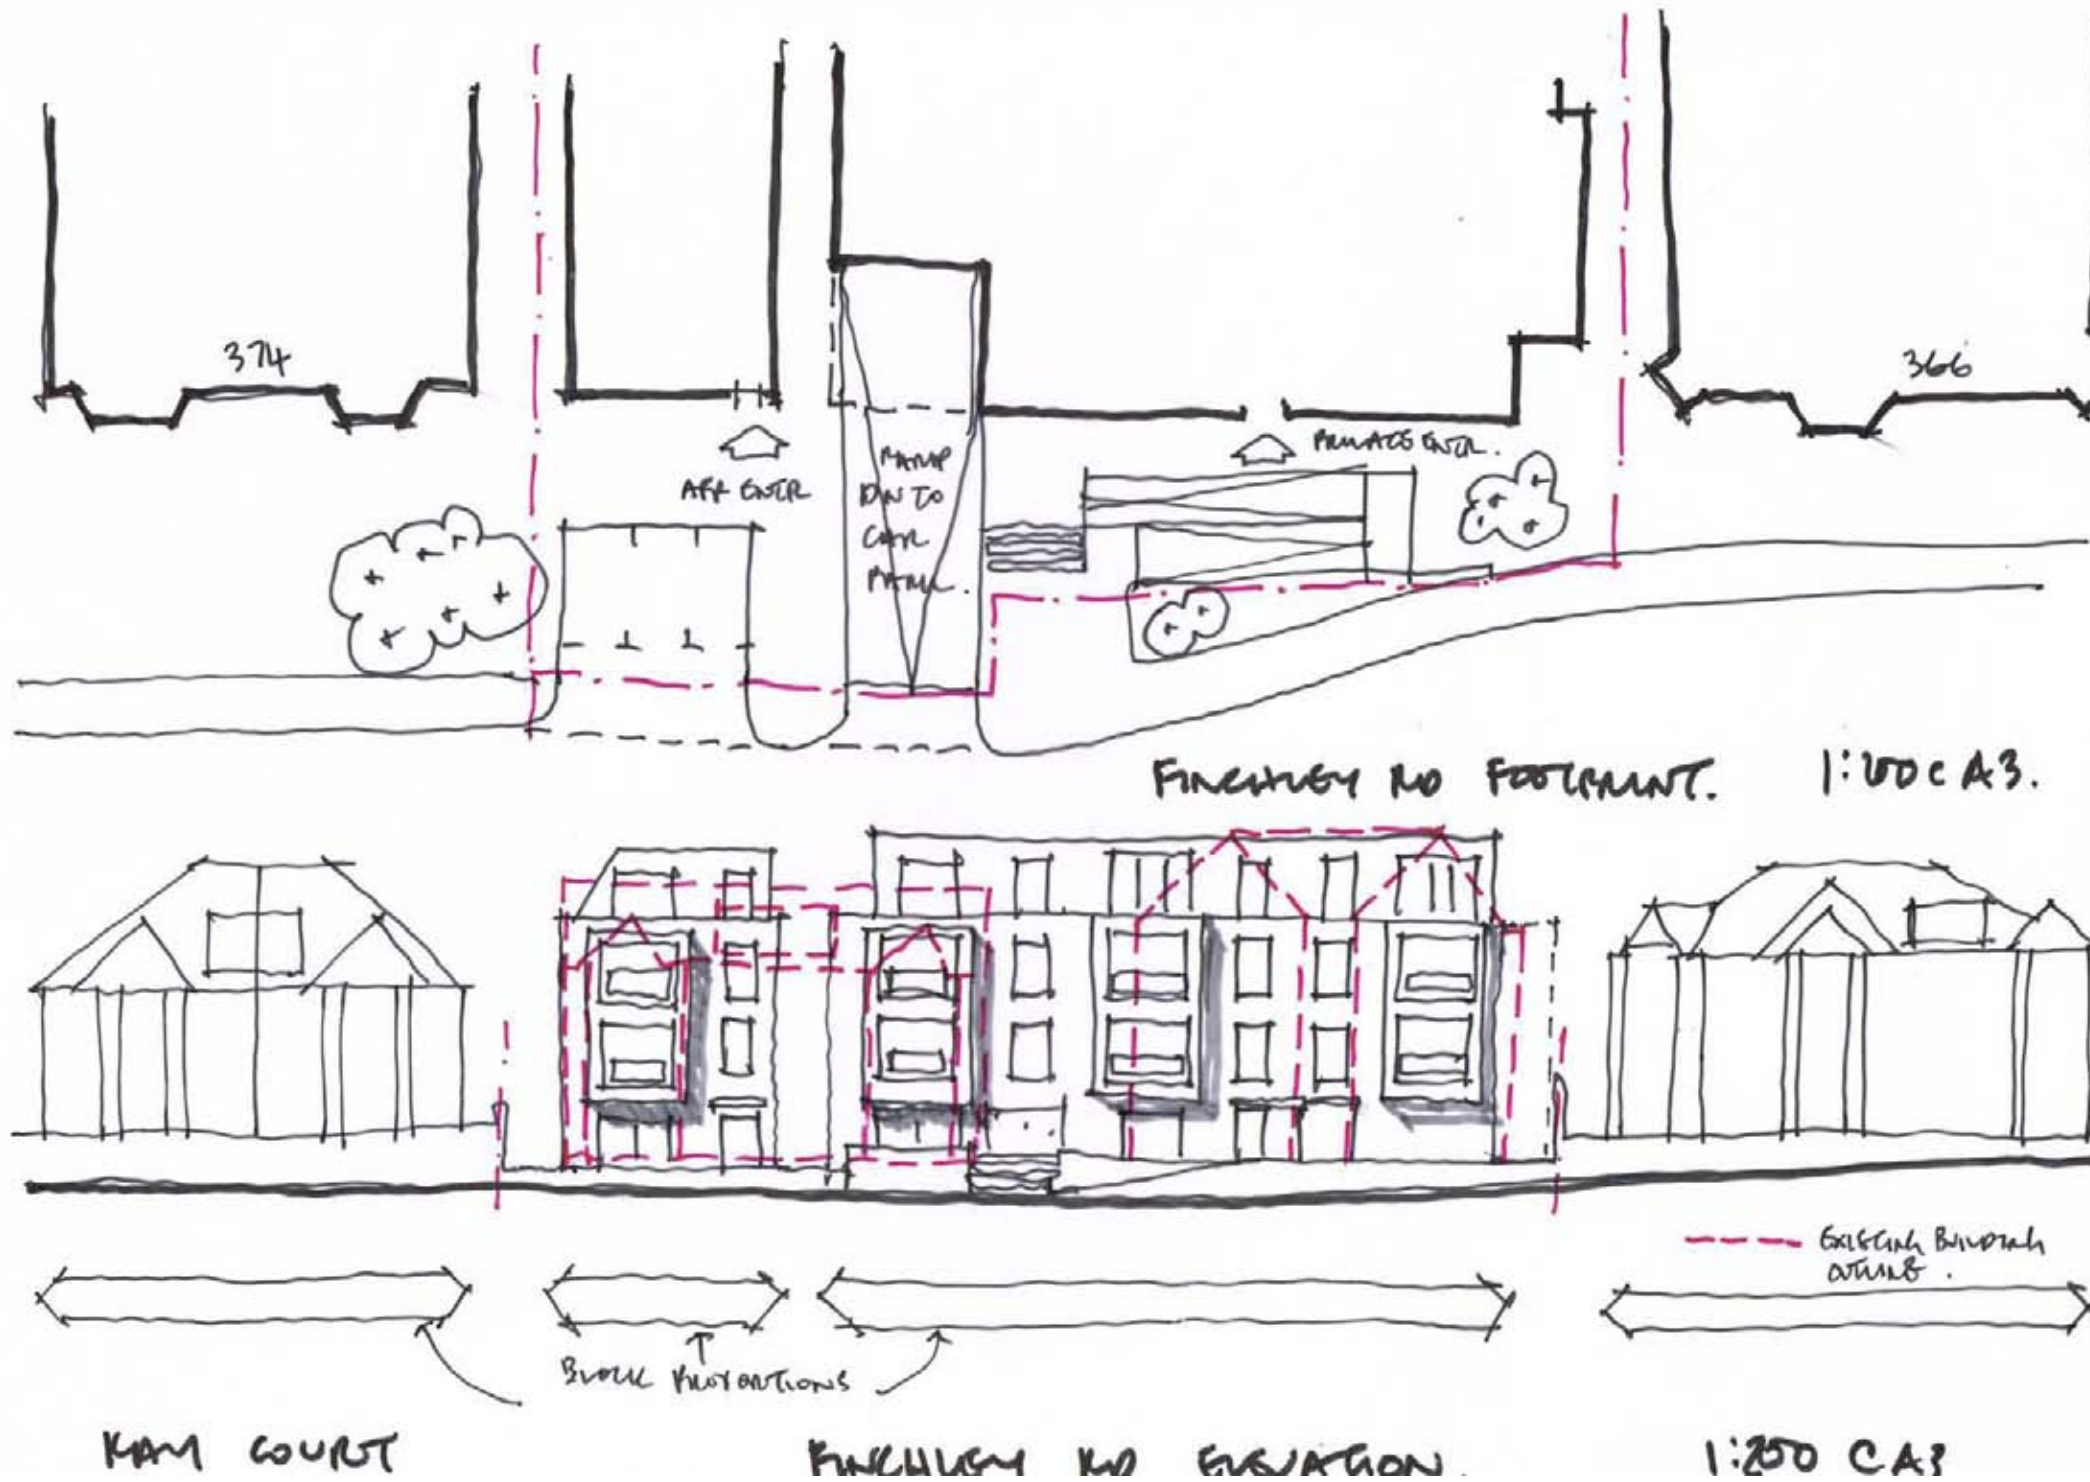 374
366
PRIVATE ENTR.
AFF ENTR
RAMP
DN TO
CAR
PARK.
FINCHLEY RD FOOTPRINT. 1:200 @ A3.
EXISTING BUILDING
OUTLINE.
BLOCK PROPORTIONS
KAM COURT
FINCHLEY RD ELEVATION. 1:200 @ A3